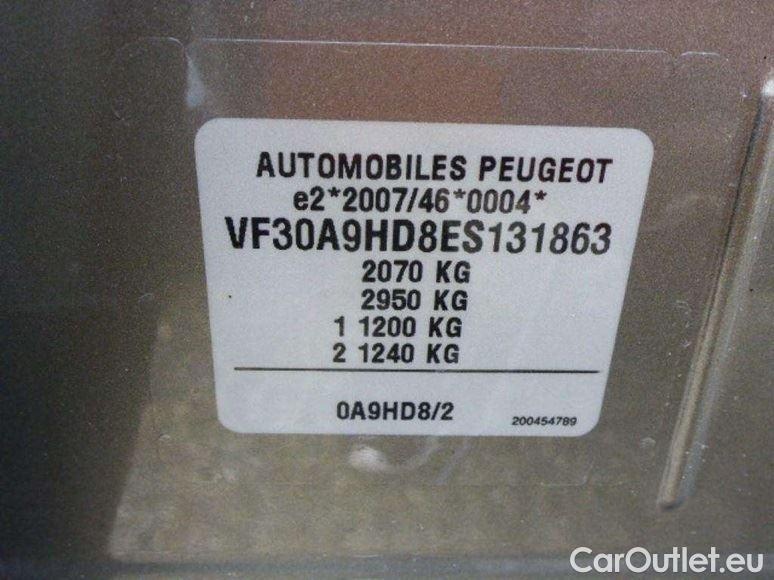 AUTOMOBILES PEUGEOT
e2*2007/46*0004*
VF30A9HD8ES131863
2070 KG
2950 KG
1 1200 KG
2 1240 KG
0A9HD8/2
200454789
CarOutlet.eu